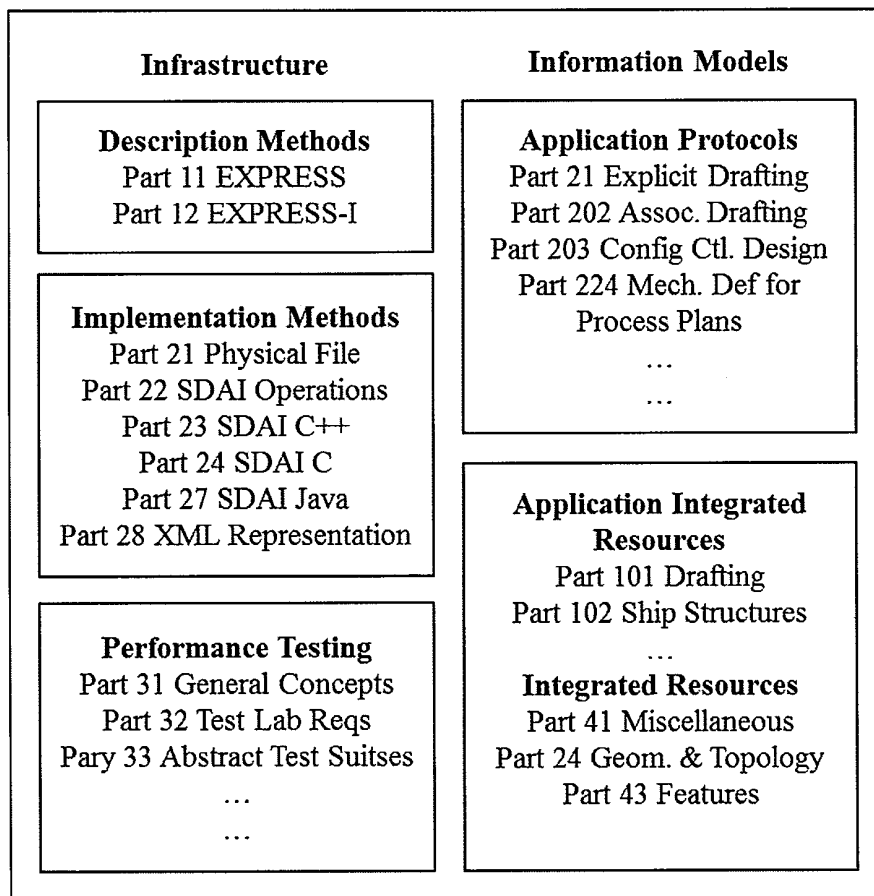 Infrastructure
Description Methods
Part 11 EXPRESS
Part 12 EXPRESS-I
Implementation Methods
Part 21 Physical File
Part 22 SDAI Operations
Part 23 SDAI C++
Part 24 SDAI C
Part 27 SDAI Java
Part 28 XML Representation
Performance Testing
Part 31 General Concepts
Part 32 Test Lab Reqs
Pary 33 Abstract Test Suitses
…
…
Information Models
Application Protocols
Part 21 Explicit Drafting
Part 202 Assoc. Drafting
Part 203 Config Ctl. Design
Part 224 Mech. Def for
Process Plans
…
…
Application Integrated
Resources
Part 101 Drafting
Part 102 Ship Structures
…
Integrated Resources
Part 41 Miscellaneous
Part 24 Geom. & Topology
Part 43 Features